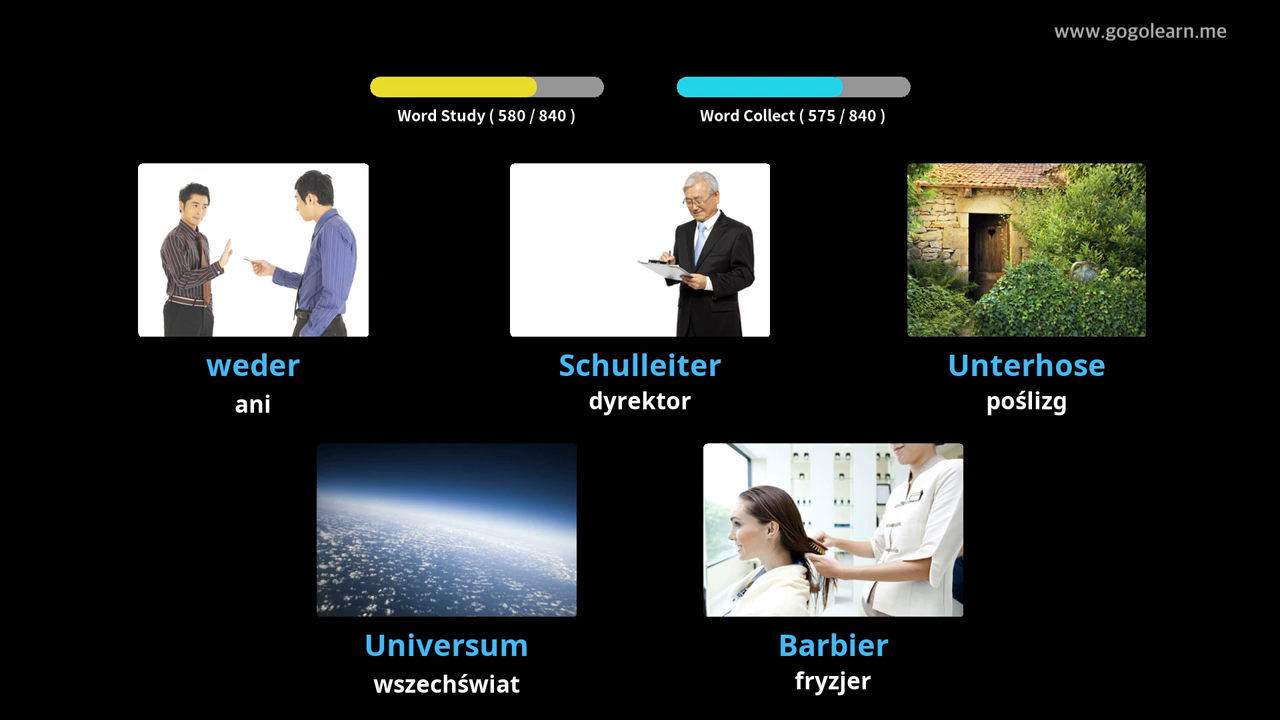 www.gogolearn.me
Word Study ( 580 / 840 )
Word Collect ( 575 / 840 )
weder
ani
Schulleiter
dyrektor
Unterhose
poślizg
Universum
wszechświat
Barbier
fryzjer